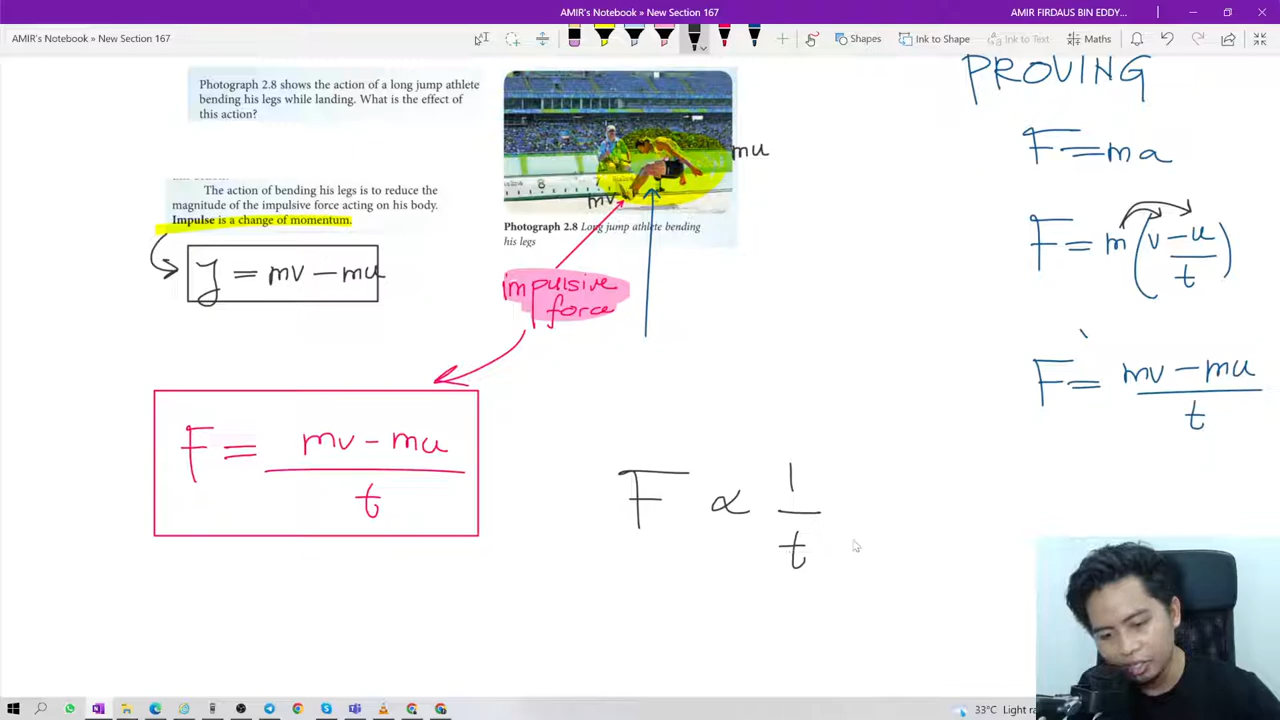 AMIR's Notebook » New Section 167
AMIR FIRDAUS BIN EDDY...
AMIR's Notebook » New Section 167
Shapes
Ink to Shape
Ink to Text
Maths
Photograph 2.8 shows the action of a long jump athlete
bending his legs while landing. What is the effect of
this action?
mu
mv
The action of bending his legs is to reduce the
magnitude of the impulsive force acting on his body.
Impulse is a change of momentum.
Photograph 2.8 Long jump athlete bending
his legs
= mv – mu
impulsive
force
F = mv – mu
t
F ∝ 1
t
PROVING
F = ma
F = m(v – u
t)
F = mv – mu
t
33°C Light